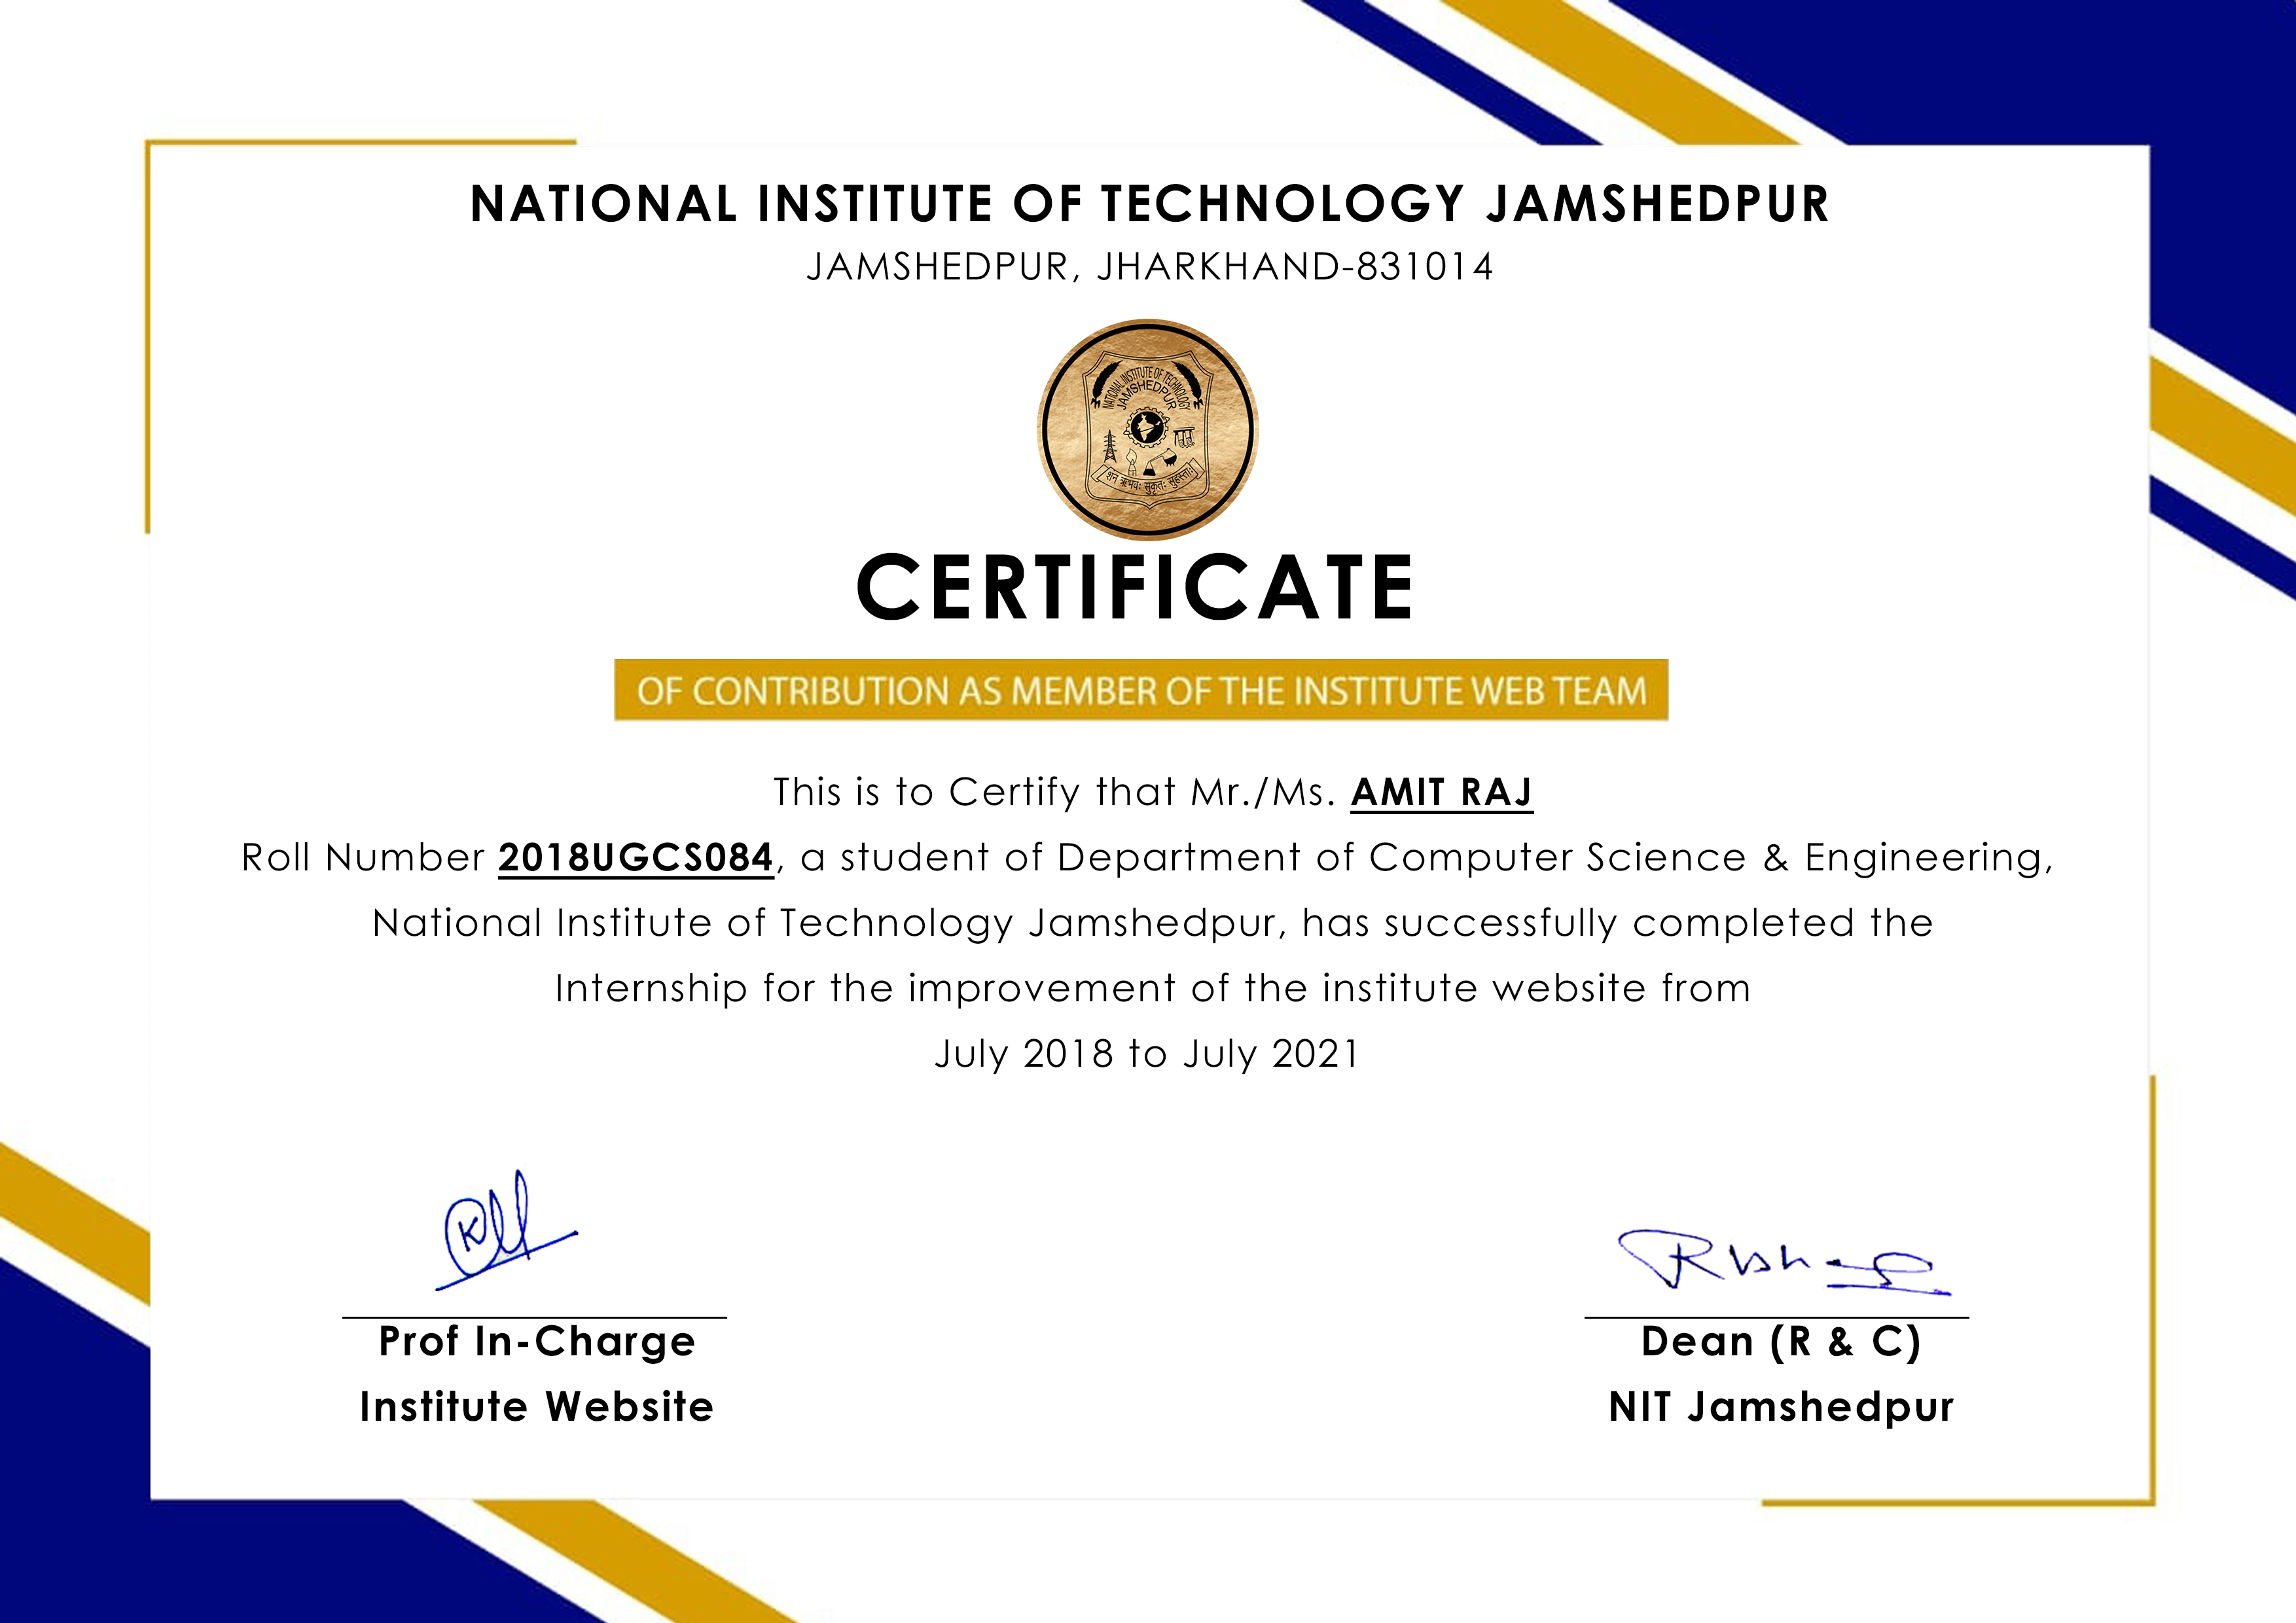 NATIONAL INSTITUTE OF TECHNOLOGY JAMSHEDPUR
JAMSHEDPUR, JHARKHAND-831014
NATIONAL INSTITUTE OF TECHNOLOGY
JAMSHEDPUR
CERTIFICATE
OF CONTRIBUTION AS MEMBER OF THE INSTITUTE WEB TEAM
This is to Certify that Mr./Ms. AMIT RAJ
Roll Number 2018UGCS084, a student of Department of Computer Science & Engineering,
National Institute of Technology Jamshedpur, has successfully completed the
Internship for the improvement of the institute website from
July 2018 to July 2021
Prof In-Charge
Institute Website
Dean (R & C)
NIT Jamshedpur